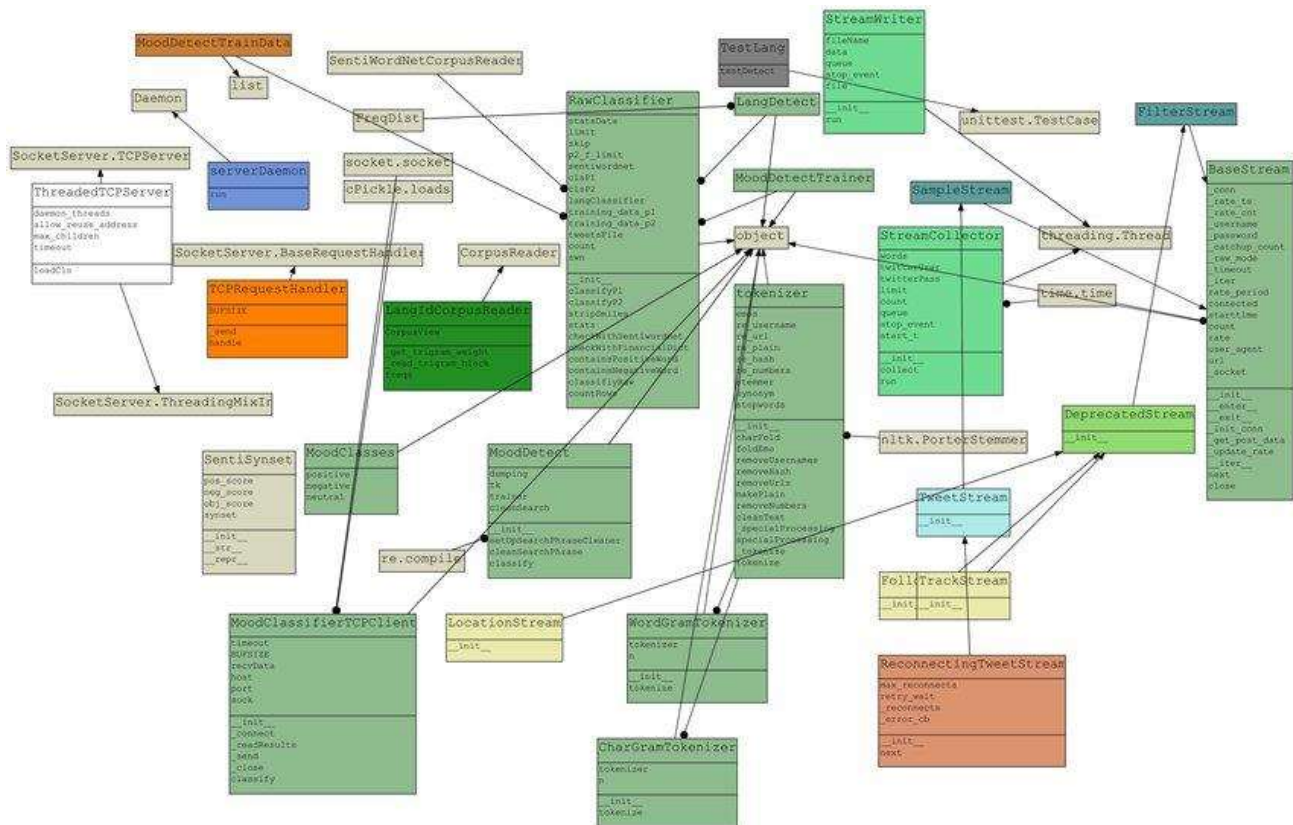 MoodDetectTrainData
list
Daemon
SentiWordNetCorpusReader
FreqDist
SocketServer.TCPServer
ThreadedTCPServer
daemon_threads
allow_reuse_address
max_children
timeout
loadCls
serverDaemon
run
socket.socket
cPickle.loads
SocketServer.BaseRequestHandler
TCPRequestHandler
BUFSIZE
_send
handle
SocketServer.ThreadingMixIn
CorpusReader
LangIdCorpusReader
CorpusView
_get_trigram_weight
_read_trigram_block
freqs
RawClassifier
statsData
limit
skip
p2_f_limit
sentiwordnet
clsP1
clsP2
langClassifier
training_data_p1
training_data_p2
tweetsFile
count
swn
__init__
classifyP1
classifyP2
stripSmileg
stats
checkWithSentiwordnet
checkWithFinancialDict
containsPositiveWord
containsNegativeWord
classifiyRaw
countRows
TestLang
testDetect
LangDetect
MoodDetectTrainer
object
StreamWriter
fileName
data
queue
stop_event
file
__init__
run
unittest.TestCase
FilterStream
SampleStream
StreamCollector
words
twitterUser
twitterPass
limit
count
queue
stop_event
start_t
__init__
collect
run
threading.Thread
time.time
BaseStream
_conn
_rate_ts
_rate_cnt
_username
_password
_catchup_count
_raw_mode
_timeout
_iter
rate_period
connected
starttime
count
rate
user_agent
url
_socket
__init__
__enter__
__exit__
_init_conn
_get_post_data
_update_rate
__iter__
next
close
tokenizer
re_username
re_url
re_plain
re_hash
re_numbers
stemmer
synonym
stopwords
__init__
charFold
foldEmo
removeUsernames
removeHash
removeUrls
makePlain
removeNumbers
cleanText
_specialProcessing
specialProcessing
_tokenize
tokenize
nltk.PorterStemmer
DeprecatedStream
__init__
SentiSynset
pos_score
neg_score
obj_score
synset
__init__
__str__
__repr__
MoodClasses
positive
negative
neutral
MoodDetect
dumping
tk
trainer
cleanSearch
__init__
setUpSearchPhraseCleaner
cleanSearchPhrase
classify
re.compile
TweetStream
__init__
Foll
__init_
TrackStream
__init__
MoodClassifierTCPClient
timeout
BUFSIZE
recvData
host
port
sock
__init__
_connect
_readResults
_send
_close
classify
LocationStream
__init__
WordGramTokenizer
tokenizer
n
__init__
tokenize
ReconnectingTweetStream
max_reconnects
retry_wait
_reconnects
_error_cb
__init__
next
CharGramTokenizer
tokenizer
n
__init__
tokenize